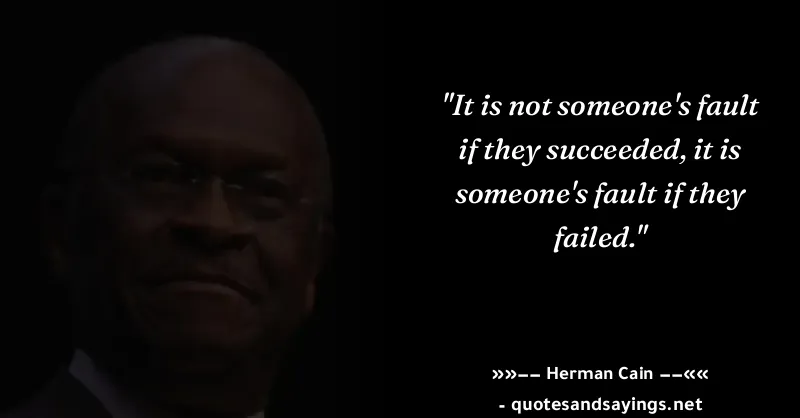 "It is not someone's fault
if they succeeded, it is
someone's fault if they
failed."
»»–– Herman Cain ––««
- quotesandsayings.net